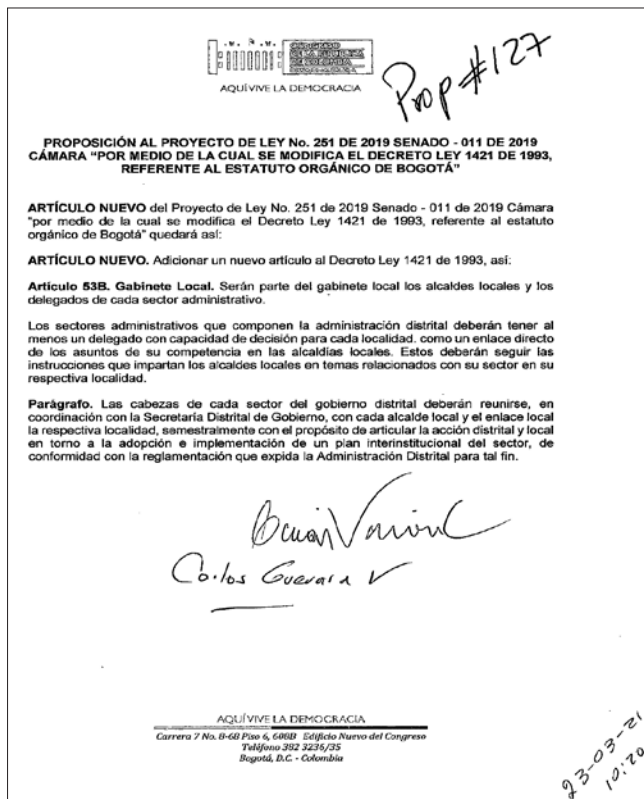 CONGRESO
DE LA REPÚBLICA
DE COLOMBIA
AQUÍ VIVE LA DEMOCRACIA
Prop #127
PROPOSICIÓN AL PROYECTO DE LEY No. 251 DE 2019 SENADO - 011 DE 2019
CÁMARA "POR MEDIO DE LA CUAL SE MODIFICA EL DECRETO LEY 1421 DE 1993,
REFERENTE AL ESTATUTO ORGÁNICO DE BOGOTÁ"
ARTÍCULO NUEVO del Proyecto de Ley No. 251 de 2019 Senado - 011 de 2019 Cámara
"por medio de la cual se modifica el Decreto Ley 1421 de 1993, referente al estatuto
orgánico de Bogotá" quedará así:
ARTÍCULO NUEVO. Adicionar un nuevo artículo al Decreto Ley 1421 de 1993, así:
Artículo 53B. Gabinete Local. Serán parte del gabinete local los alcaldes locales y los
delegados de cada sector administrativo.
Los sectores administrativos que componen la administración distrital deberán tener al
menos un delegado con capacidad de decisión para cada localidad. como un enlace directo
de los asuntos de su competencia en las alcaldías locales. Estos deberán seguir las
instrucciones que impartan los alcaldes locales en temas relacionados con su sector en su
respectiva localidad.
Parágrafo. Las cabezas de cada sector del gobierno distrital deberán reunirse, en
coordinación con la Secretaría Distrital de Gobierno, con cada alcalde local y el enlace local
la respectiva localidad, semestralmente con el propósito de articular la acción distrital y local
en torno a la adopción e implementación de un plan interinstitucional del sector, de
conformidad con la reglamentación que expida la Administración Distrital para tal fin.
Carlos Guevara V
AQUÍ VIVE LA DEMOCRACIA
Carrera 7 No. 8-68 Piso 6, 608B Edificio Nuevo del Congreso
Teléfono 382 3236/35
Bogotá, D.C. - Colombia
23-03-21
10:20